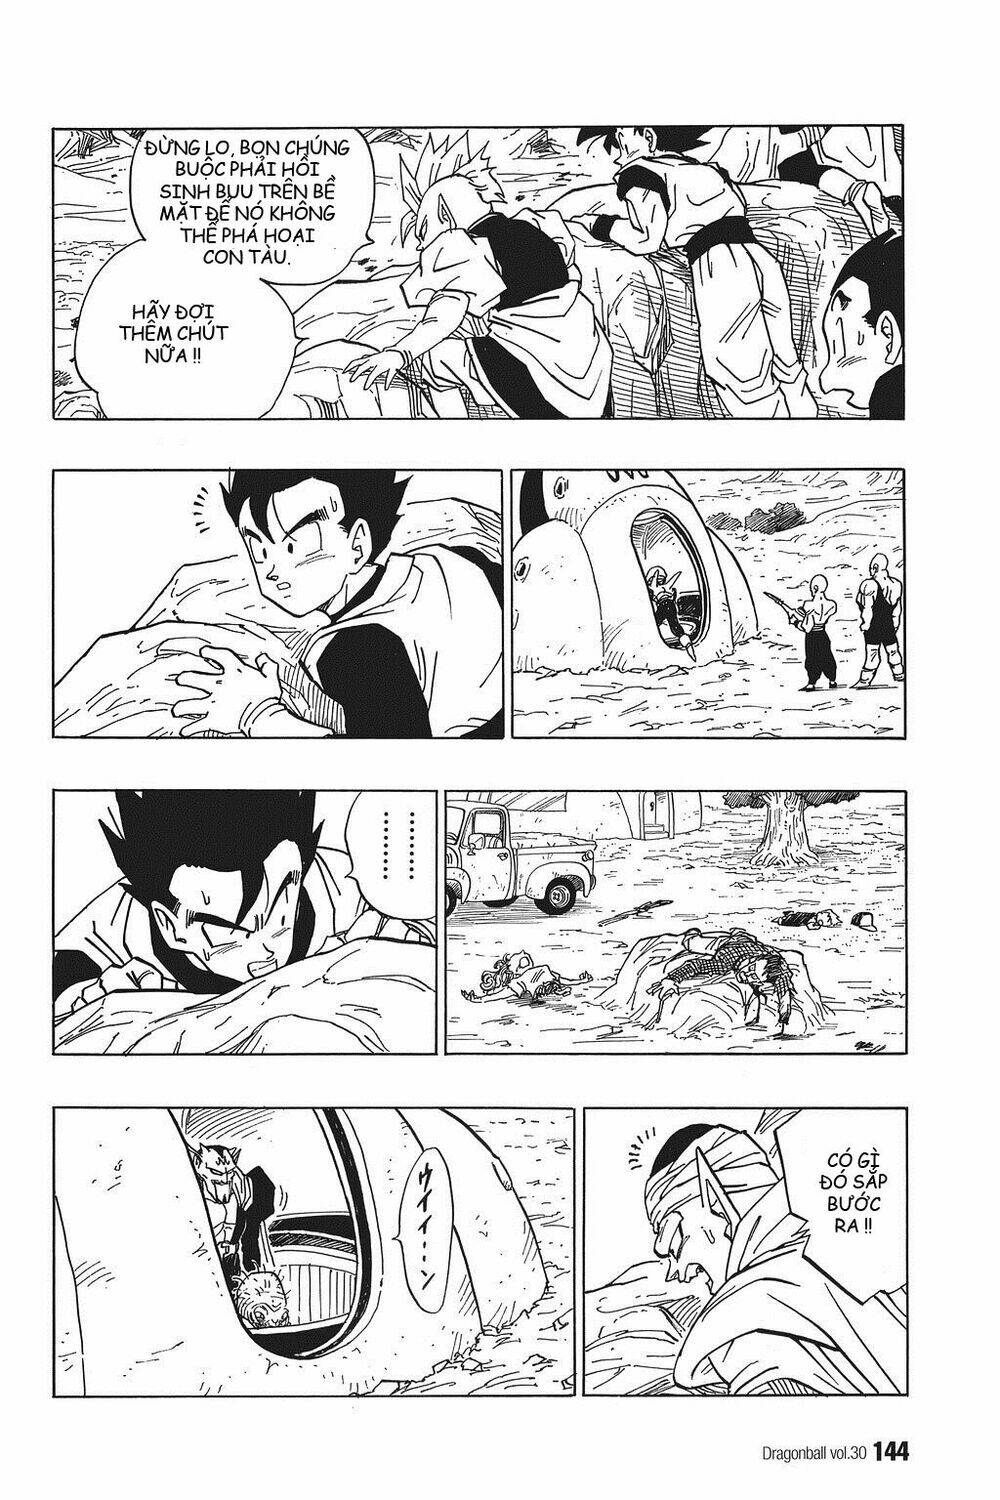 ĐỪNG LO, BỌN CHÚNG
BUỘC PHẢI HỒI
SINH BUU TRÊN BỀ
MẶT ĐỂ NÓ KHÔNG
THỂ PHÁ HOẠI
CON TÀU.
HÃY ĐỢI
THÊM CHÚT
NỮA !!
CÓ GÌ
ĐÓ SẮP
BƯỚC
RA !!
ウイイ…ン
Dragonball vol.30 144